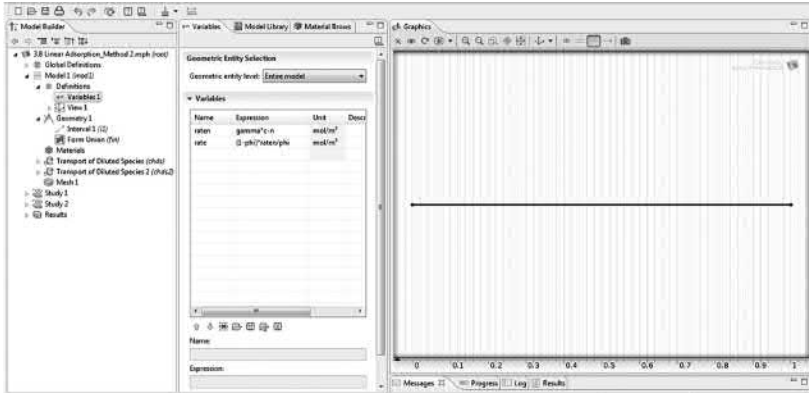 Model Builder
3.8 Linear Adsorption_Method 2.mph (root)
Global Definitions
Model 1 (mod1)
Definitions
Variables 1
View 1
Geometry 1
Interval 1 (i1)
Form Union (fin)
Materials
Transport of Diluted Species (chds)
Transport of Diluted Species 2 (chds2)
Mesh 1
Study 1
Study 2
Results
Variables Model Library Material Brows
Geometric Entity Selection
Geometric entity level: Entire model
Variables
Name Expression Unit Descri
raten gamma*c-n mol/m³
rate (1-phi)*raten/phi mol/m³
Name:
Expression:
Graphics
0 0.1 0.2 0.3 0.4 0.5 0.6 0.7 0.8 0.9 1
Messages Progress Log Results